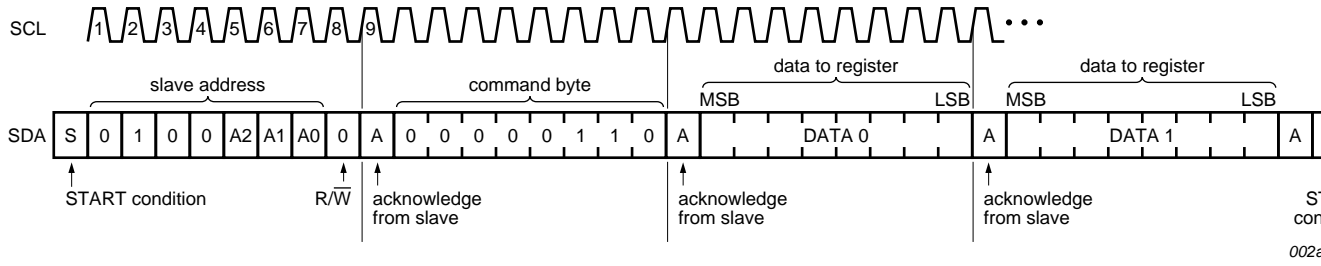 SCL 1 2 3 4 5 6 7 8 9
slave address command byte data to register data to register
MSB LSB MSB LSB
SDA S 0 1 0 0 A2 A1 A0 0 A 0 0 0 0 0 1 1 0 A DATA 0 A DATA 1 A
START condition R/W̅ acknowledge from slave acknowledge from slave acknowledge from slave
002a